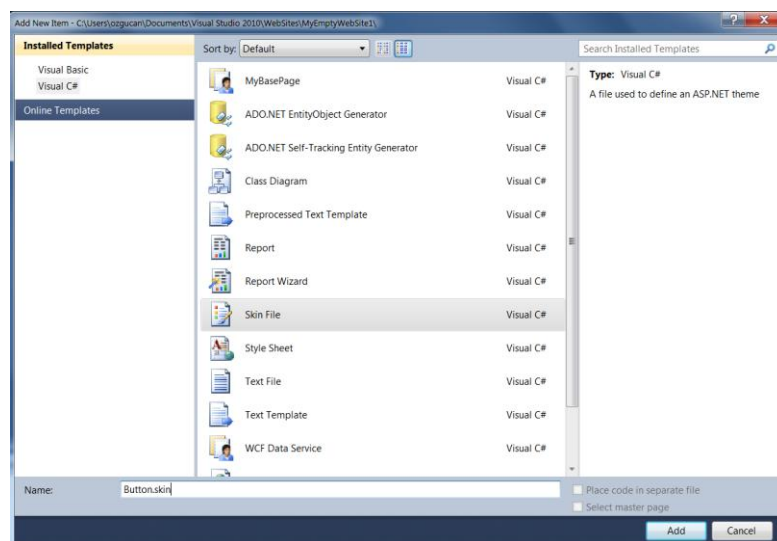 Add New Item - C:\Users\ozgucan\Documents\Visual Studio 2010\WebSites\MyEmptyWebSite1\
Installed Templates
Visual Basic
Visual C#
Online Templates
Sort by: Default
Search Installed Templates
MyBasePage Visual C#
ADO.NET EntityObject Generator Visual C#
ADO.NET Self-Tracking Entity Generator Visual C#
Class Diagram Visual C#
Preprocessed Text Template Visual C#
Report Visual C#
Report Wizard Visual C#
Skin File Visual C#
Style Sheet Visual C#
Text File Visual C#
Text Template Visual C#
WCF Data Service Visual C#
Type: Visual C#
A file used to define an ASP.NET theme
Name: Button.skin
Place code in separate file
Select master page
Add Cancel